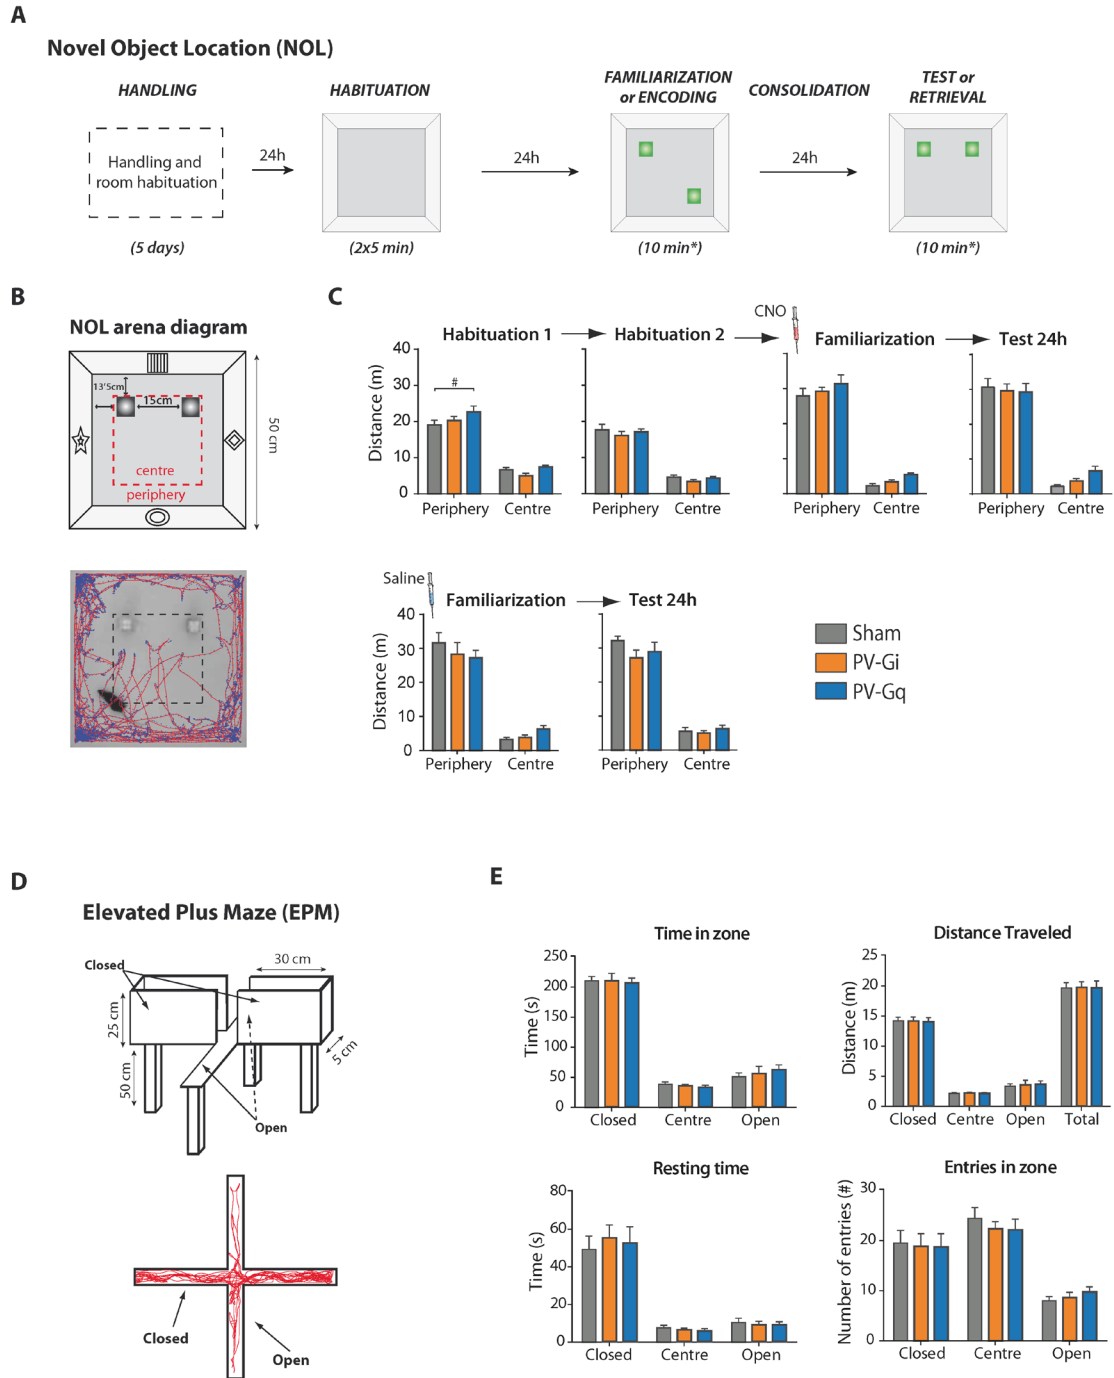 A
Novel Object Location (NOL)
HANDLING
HABITUATION
FAMILIARIZATION
or ENCODING
CONSOLIDATION
TEST or
RETRIEVAL
Handling and
room habituation
24h
24h
24h
(5 days)
(2x5 min)
(10 min*)
(10 min*)
B
NOL arena diagram
13'5cm
15cm
centre
periphery
50 cm
C
CNO
Habituation 1
Habituation 2
Familiarization
Test 24h
Distance (m)
40
30
20
10
0
#
Periphery
Centre
Periphery
Centre
Periphery
Centre
Periphery
Centre
Saline
Familiarization
Test 24h
Distance (m)
40
30
20
10
0
Periphery
Centre
Periphery
Centre
Sham
PV-Gi
PV-Gq
D
Elevated Plus Maze (EPM)
Closed
30 cm
25 cm
50 cm
5 cm
Open
Closed
Open
E
Time in zone
Time (s)
250
200
150
100
50
0
Closed
Centre
Open
Distance Traveled
Distance (m)
25
20
15
10
5
0
Closed
Centre
Open
Total
Resting time
Time (s)
80
60
40
20
0
Closed
Centre
Open
Entries in zone
Number of entries (#)
30
20
10
0
Closed
Centre
Open